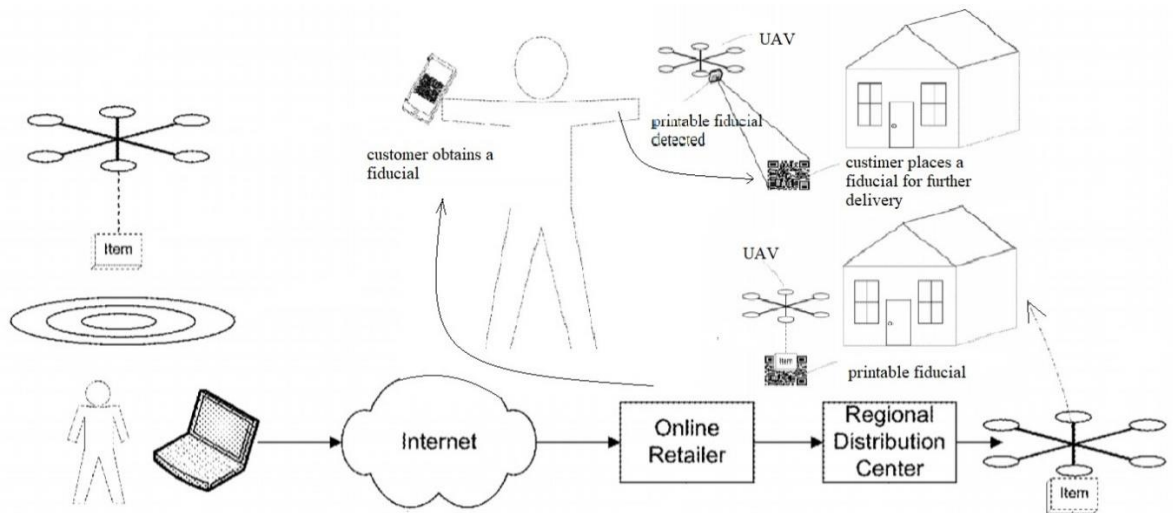 UAV
printable fiducial
detected
customer obtains a
fiducial
custimer places a
fiducial for further
delivery
Item
UAV
Item
printable fiducial
Internet
Online
Retailer
Regional
Distribution
Center
Item